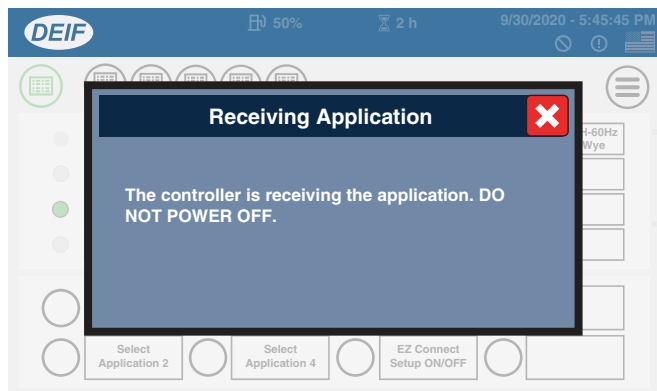 DEIF
50%
2 h
9/30/2020 - 5:45:45 PM
Receiving Application
-60Hz
Wye
The controller is receiving the application. DO
NOT POWER OFF.
Select
Application 2
Select
Application 4
EZ Connect
Setup ON/OFF